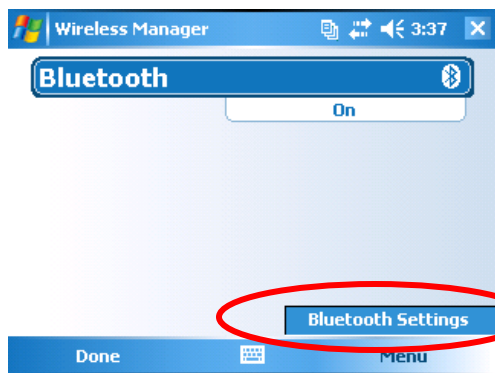 Wireless Manager 3:37
Bluetooth
On
Bluetooth Settings
Done Menu